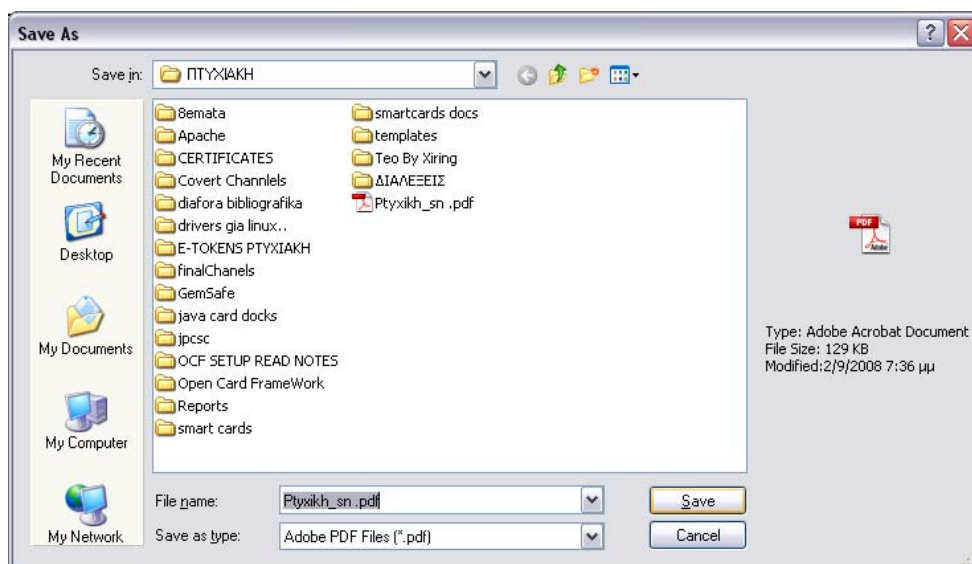 Save As
Save in:
ΠΤΥΧΙΑΚΗ
My Recent
Documents
Desktop
My Documents
My Computer
My Network
8emata
Apache
CERTIFICATES
Covert Channlels
diafora bibliografika
drivers gia linux..
E-TOKENS PTYXIAKH
finalChanels
GemSafe
java card docks
jpcsc
OCF SETUP READ NOTES
Open Card FrameWork
Reports
smart cards
smartcards docs
templates
Teo By Xiring
ΔΙΑΛΕΞΕΙΣ
Ptyxikh_sn .pdf
PDF
Adobe
Type: Adobe Acrobat Document
File Size: 129 KB
Modified:2/9/2008 7:36 μμ
File name:
Ptyxikh_sn .pdf
Save
Save as type:
Adobe PDF Files (*.pdf)
Cancel